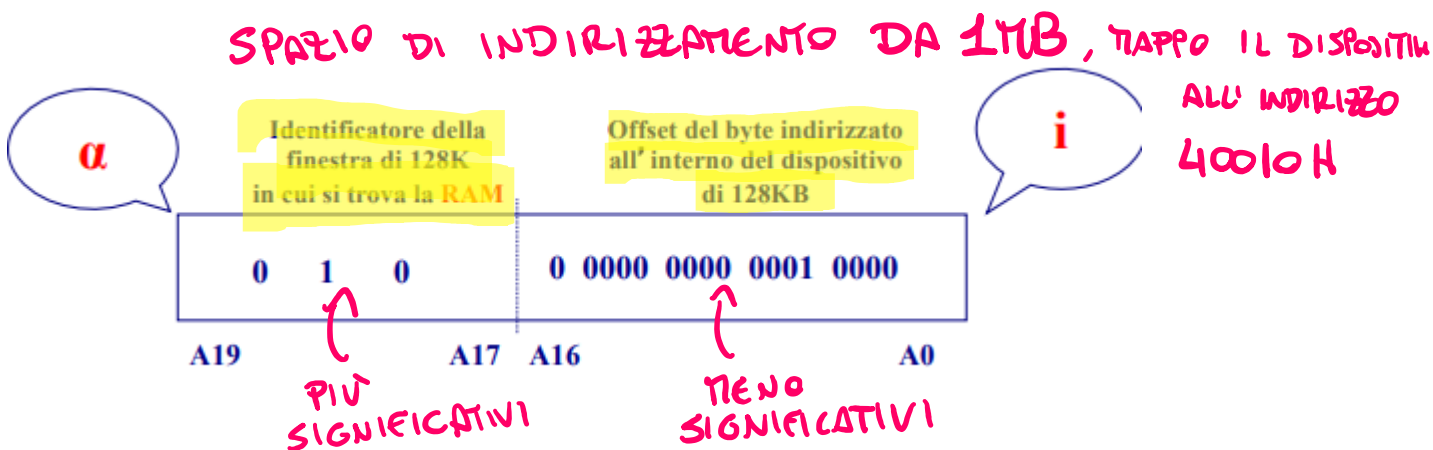 SPAZIO DI INDIRIZZAMENTO DA 1MB, MAPPO IL DISPOSITIV
ALL' INDIRIZZO
40010H
α
Identificatore della
finestra di 128K
in cui si trova la RAM
Offset del byte indirizzato
all' interno del dispositivo
di 128KB
i
0 1 0
0 0000 0000 0001 0000
A19 A17 A16 A0
PIÙ
SIGNIFICATIVI
MENO
SIGNIFICATIVI